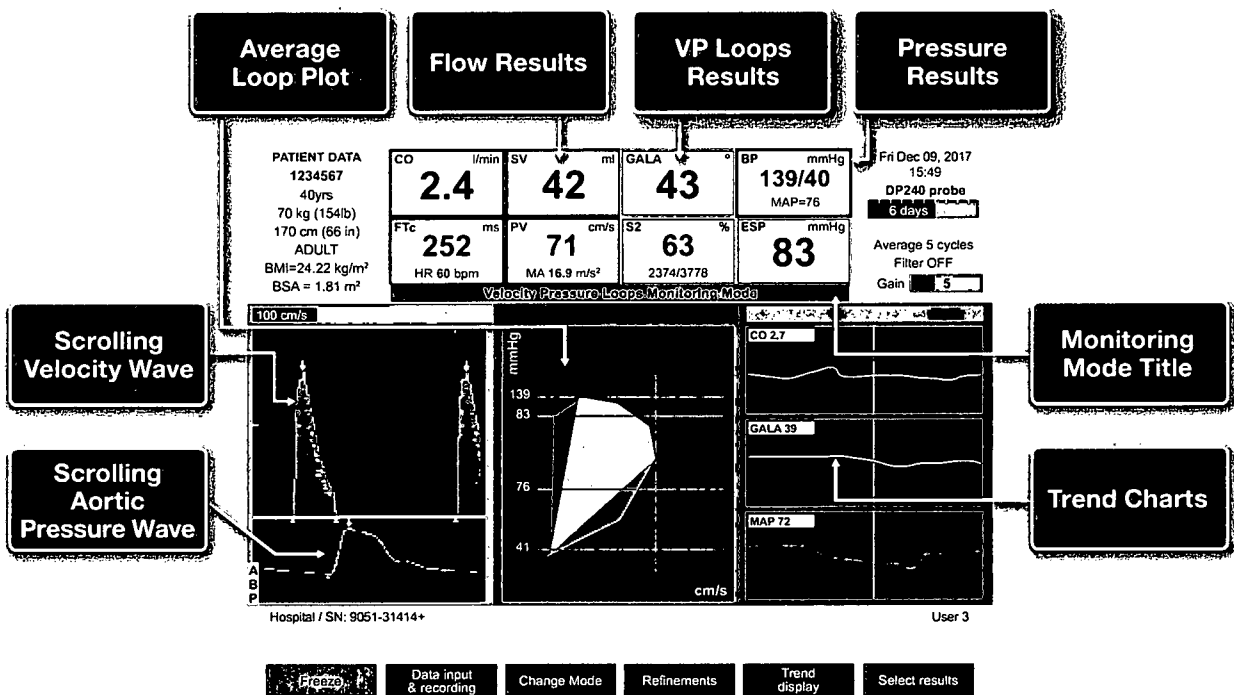 Average
Loop Plot
Flow Results
VP Loops
Results
Pressure
Results
PATIENT DATA
1234567
40yrs
70 kg (154lb)
170 cm (66 in)
ADULT
BMI=24.22 kg/m²
BSA = 1.81 m²
CO l/min
2.4
SV ml
42
GALA °
43
BP mmHg
139/40
MAP=76
FTc ms
252
HR 60 bpm
PV cm/s
71
MA 16.9 m/s²
S2 %
63
2374/3778
ESP mmHg
83
Fri Dec 09, 2017
15:49
DP240 probe
6 days
Average 5 cycles
Filter OFF
Gain 5
Velocity Pressure Loops Monitoring Mode
Scrolling
Velocity Wave
Scrolling
Aortic
Pressure Wave
100 cm/s
A
B
P
mmHg
139
83
76
41
cm/s
CO 2,7
GALA 39
MAP 72
Monitoring
Mode Title
Trend Charts
Hospital / SN: 9051-31414+
User 3
Freeze
Data input
& recording
Change Mode
Refinements
Trend
display
Select results